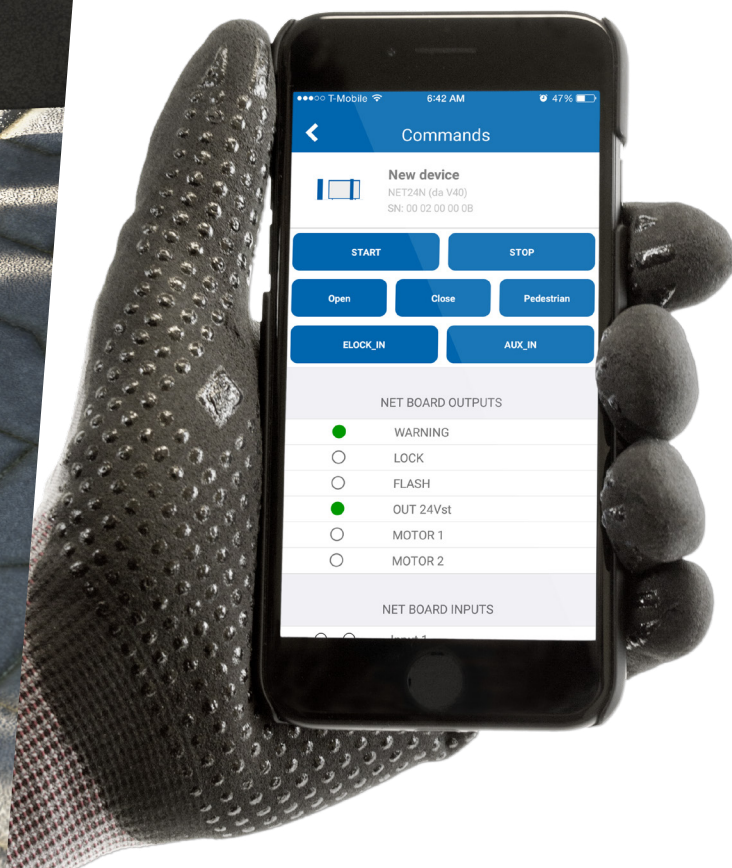 T-Mobile 6:42 AM 47%
Commands
New device
NET24N (da V40)
SN: 00 02 00 00 0B
START STOP
Open Close Pedestrian
ELOCK_IN AUX_IN
NET BOARD OUTPUTS
WARNING
LOCK
FLASH
OUT 24Vst
MOTOR 1
MOTOR 2
NET BOARD INPUTS
Input 1